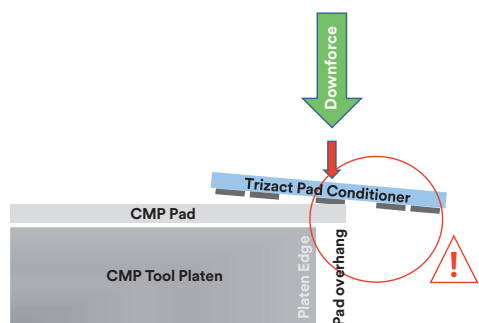 Downforce
Trizact Pad Conditioner
CMP Pad
CMP Tool Platen
Platen Edge
Pad overhang
!